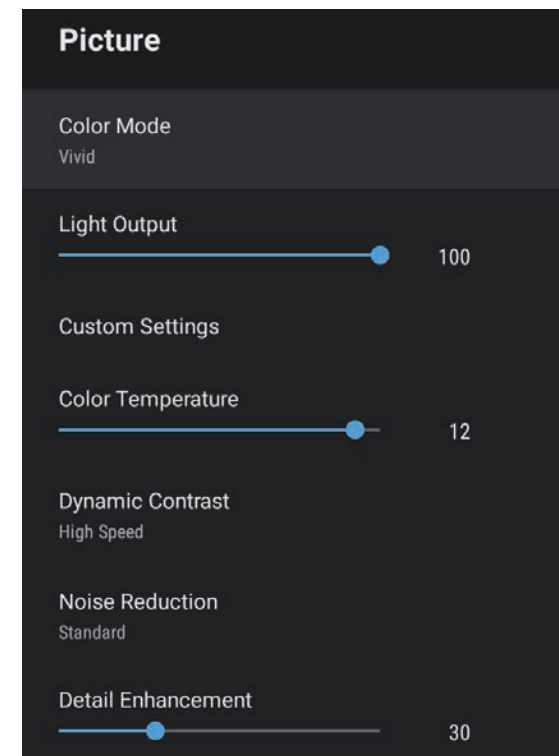 Picture
Color Mode
Vivid
Light Output
100
Custom Settings
Color Temperature
12
Dynamic Contrast
High Speed
Noise Reduction
Standard
Detail Enhancement
30